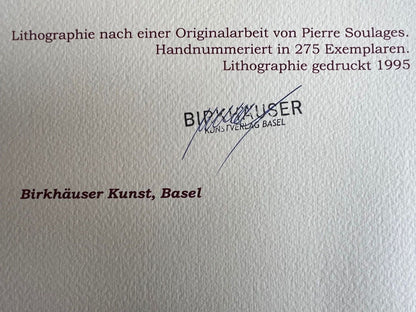 Lithographie nach einer Originalarbeit von Pierre Soulages.
Handnummeriert in 275 Exemplaren.
Lithographie gedruckt 1995
BIRKHÄUSER
KUNSTVERLAG BASEL
Birkhäuser Kunst, Basel